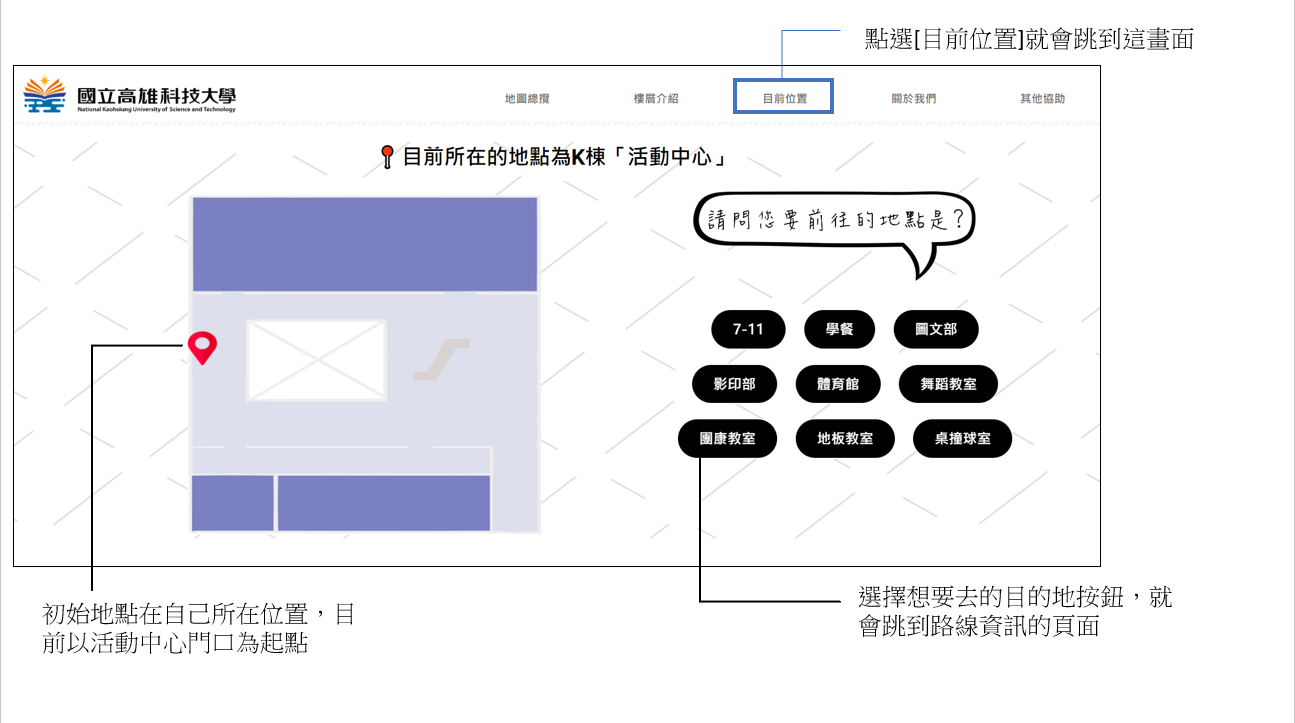 點選[目前位置]就會跳到這畫面
國立高雄科技大學
National Kaohsiung University of Science and Technology
地圖總攬
樓層介紹
目前位置
關於我們
其他協助
目前所在的地點為K棟「活動中心」
請問您要前往的地點是？
7-11
學餐
圖文部
影印部
體育館
舞蹈教室
團康教室
地板教室
桌撞球室
初始地點在自己所在位置，目
前以活動中心門口為起點
選擇想要去的目的地按鈕，就
會跳到路線資訊的頁面